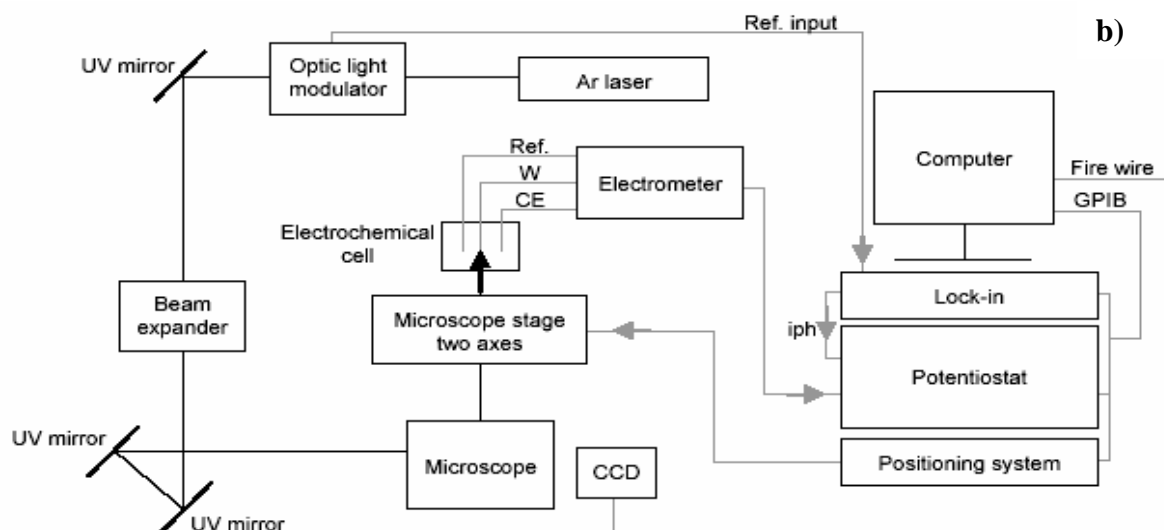 Ref. input
b)
UV mirror
Optic light
modulator
Ar laser
Ref.
W
CE
Electrometer
Computer
Fire wire
GPIB
Electrochemical
cell
Beam
expander
Microscope stage
two axes
Lock-in
iph
Potentiostat
UV mirror
Microscope
CCD
Positioning system
UV mirror